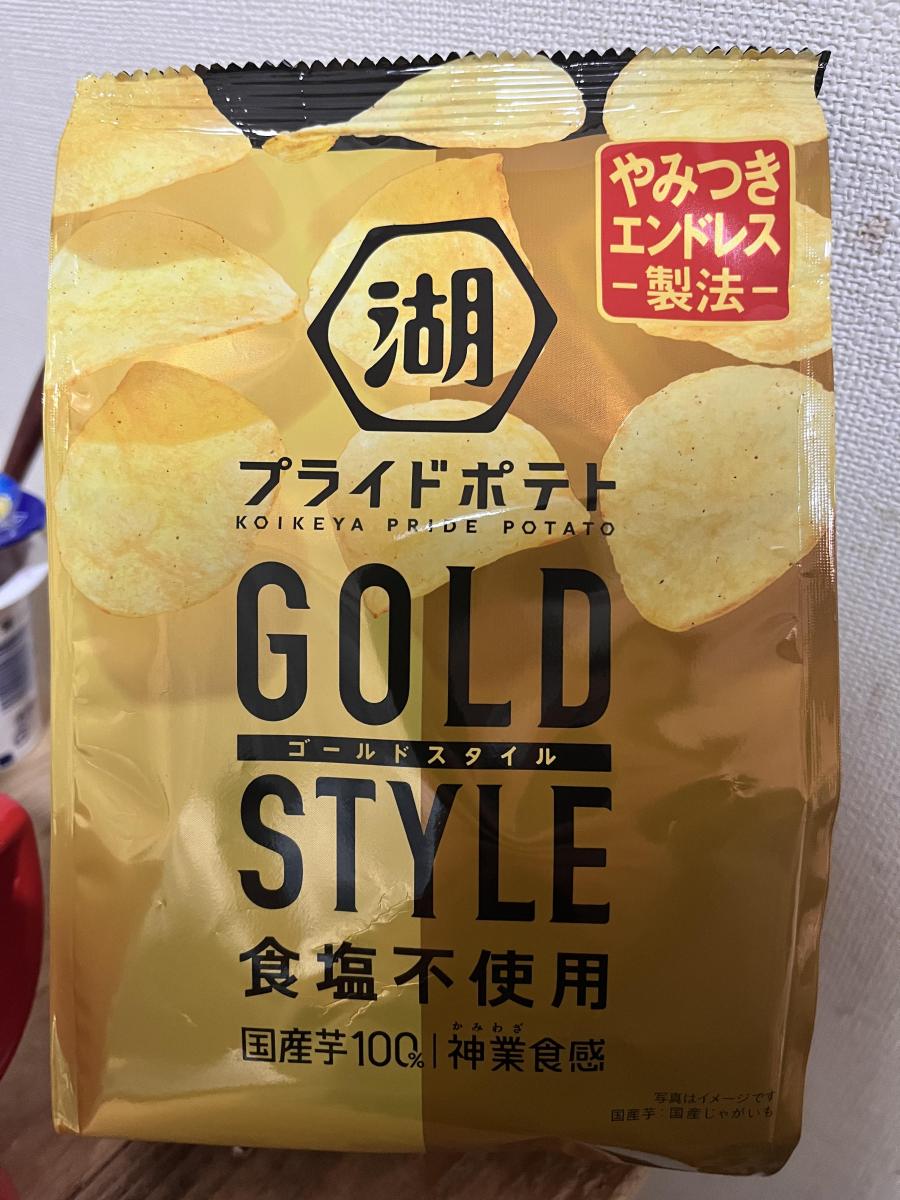 やみつき
エンドレス
－製法－
湖
プライドポテト
KOIKEYA PRIDE POTATO
GOLD
ゴールドスタイル
STYLE
食塩不使用
かみわざ
国産芋100%|神業食感
写真はイメージです
国産芋：国産じゃがいも